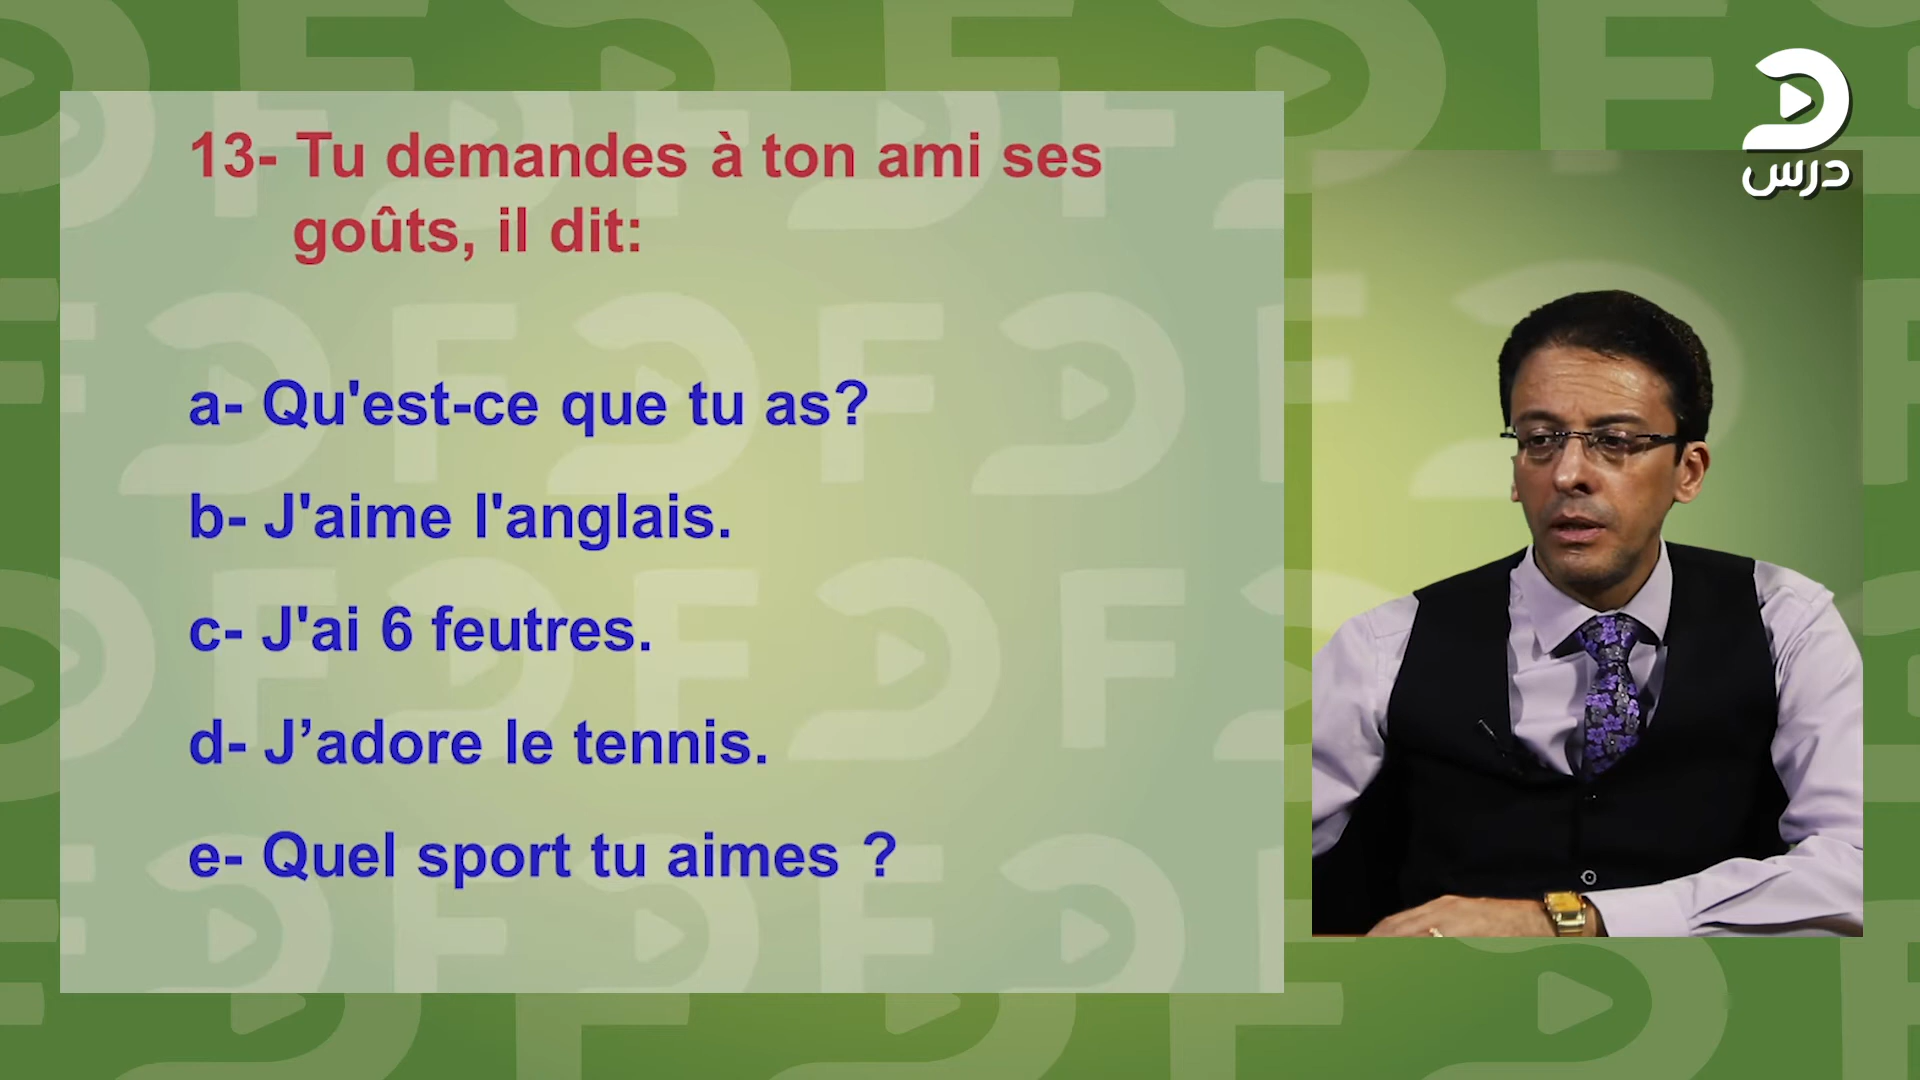 درس
13- Tu demandes à ton ami ses
goûts, il dit:
a- Qu'est-ce que tu as?
b- J'aime l'anglais.
c- J'ai 6 feutres.
d- J’adore le tennis.
e- Quel sport tu aimes ?